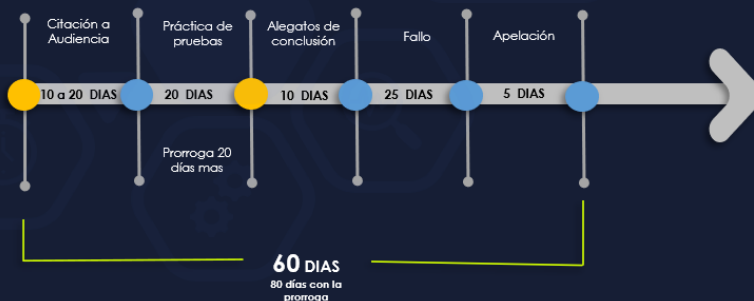 Citación a
Audiencia
Práctica de
pruebas
Alegatos de
conclusión
Fallo
Apelación
10 a 20 DIAS
20 DIAS
10 DIAS
25 DIAS
5 DIAS
Prorroga 20
días mas
60 DIAS
80 días con la
prorroga